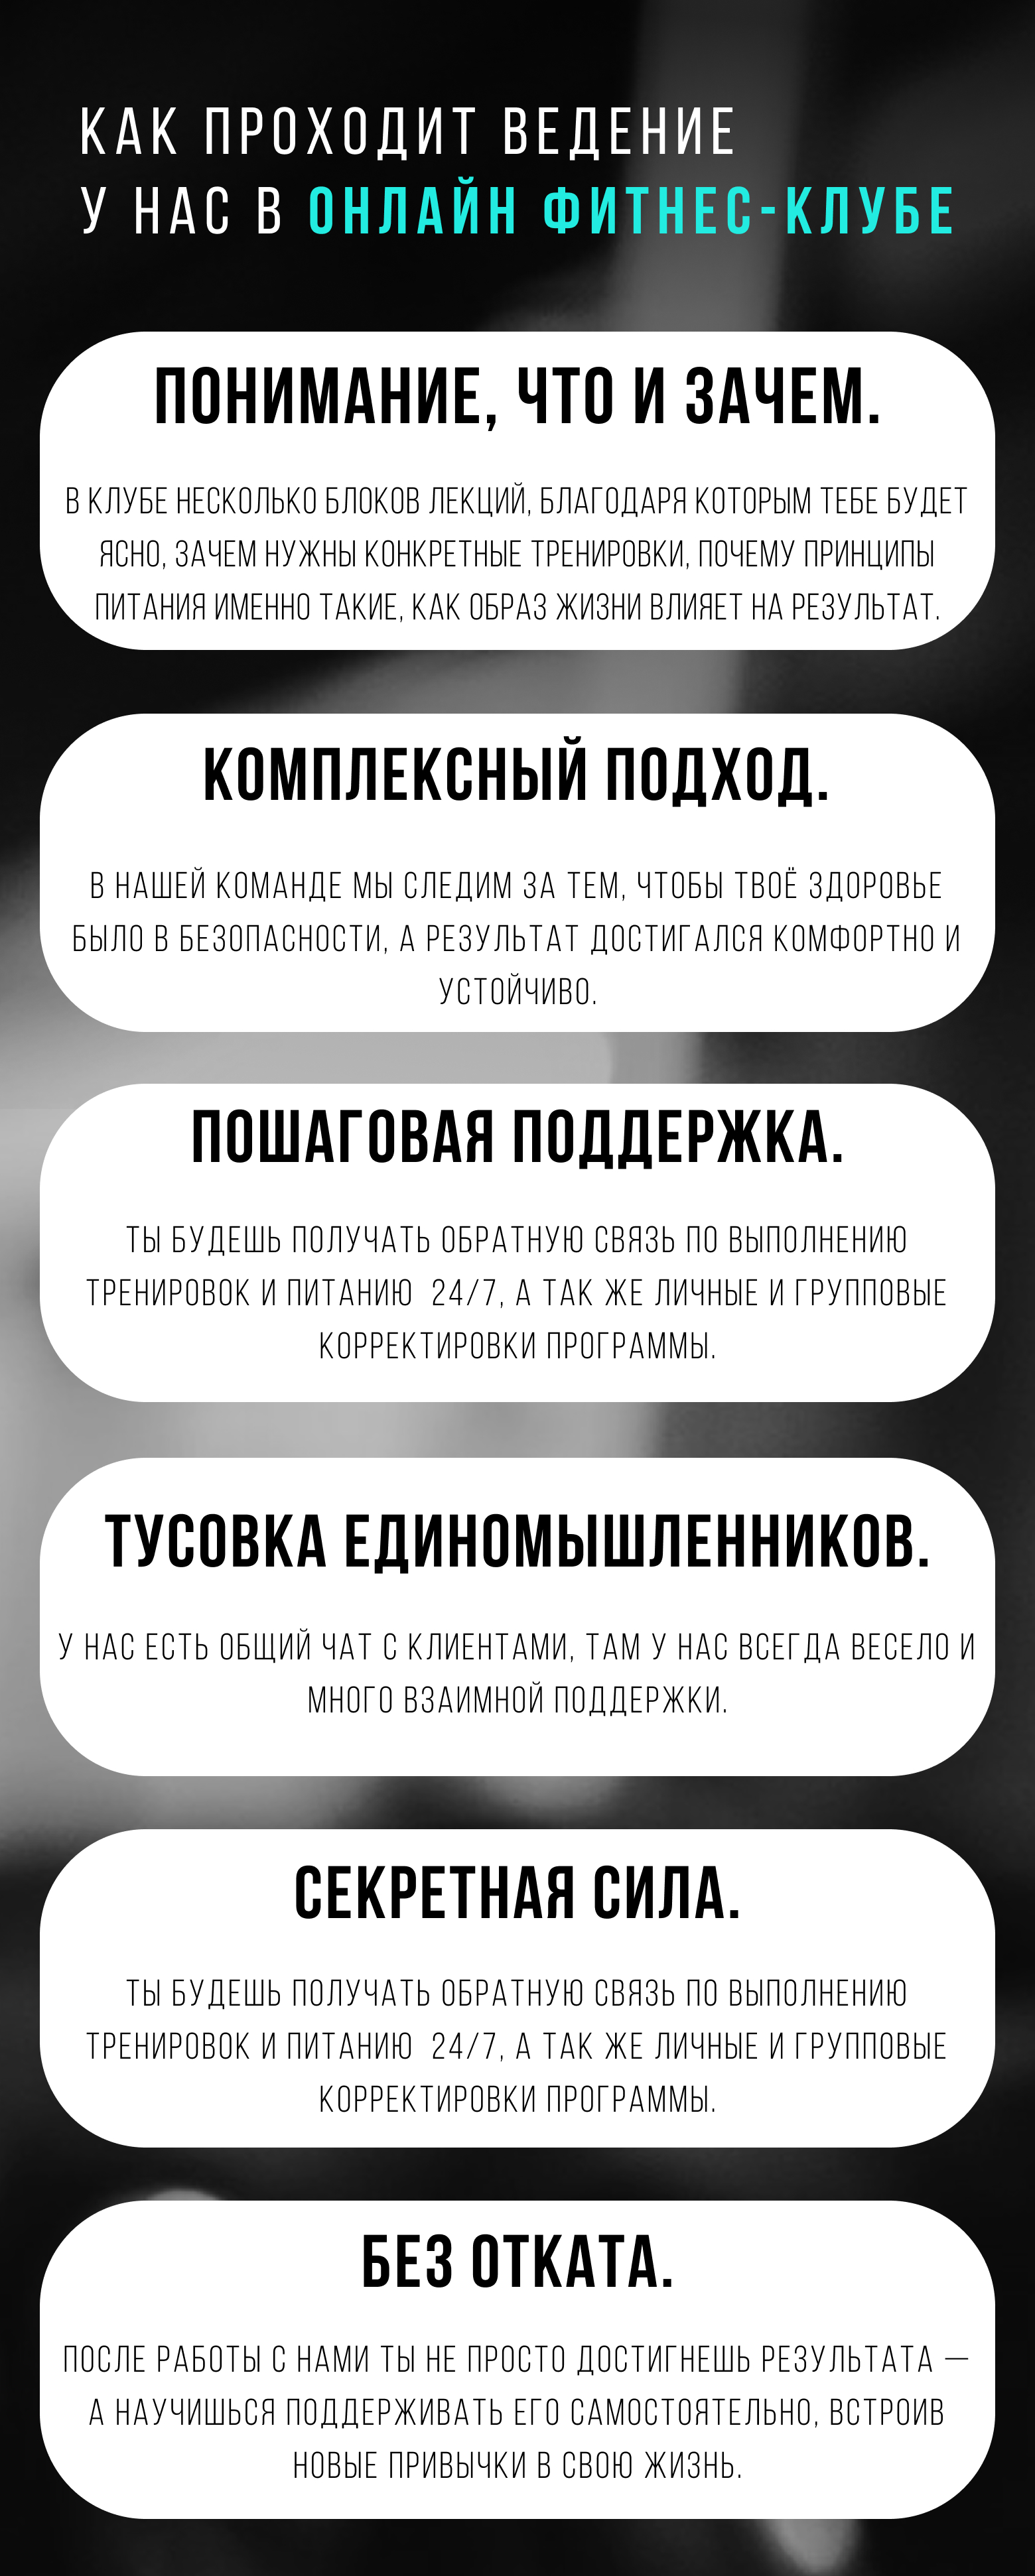 КАК ПРОХОДИТ ВЕДЕНИЕ
У НАС В ОНЛАЙН ФИТНЕС-КЛУБЕ
ПОНИМАНИЕ, ЧТО И ЗАЧЕМ.
В КЛУБЕ НЕСКОЛЬКО БЛОКОВ ЛЕКЦИЙ, БЛАГОДАРЯ КОТОРЫМ ТЕБЕ БУДЕТ
ЯСНО, ЗАЧЕМ НУЖНЫ КОНКРЕТНЫЕ ТРЕНИРОВКИ, ПОЧЕМУ ПРИНЦИПЫ
ПИТАНИЯ ИМЕННО ТАКИЕ, КАК ОБРАЗ ЖИЗНИ ВЛИЯЕТ НА РЕЗУЛЬТАТ.
КОМПЛЕКСНЫЙ ПОДХОД.
В НАШЕЙ КОМАНДЕ МЫ СЛЕДИМ ЗА ТЕМ, ЧТОБЫ ТВОЁ ЗДОРОВЬЕ
БЫЛО В БЕЗОПАСНОСТИ, А РЕЗУЛЬТАТ ДОСТИГАЛСЯ КОМФОРТНО И
УСТОЙЧИВО.
ПОШАГОВАЯ ПОДДЕРЖКА.
ТЫ БУДЕШЬ ПОЛУЧАТЬ ОБРАТНУЮ СВЯЗЬ ПО ВЫПОЛНЕНИЮ
ТРЕНИРОВОК И ПИТАНИЮ  24/7, А ТАК ЖЕ ЛИЧНЫЕ И ГРУППОВЫЕ
КОРРЕКТИРОВКИ ПРОГРАММЫ.
ТУСОВКА ЕДИНОМЫШЛЕННИКОВ.
У НАС ЕСТЬ ОБЩИЙ ЧАТ С КЛИЕНТАМИ, ТАМ У НАС ВСЕГДА ВЕСЕЛО И
МНОГО ВЗАИМНОЙ ПОДДЕРЖКИ.
СЕКРЕТНАЯ СИЛА.
ТЫ БУДЕШЬ ПОЛУЧАТЬ ОБРАТНУЮ СВЯЗЬ ПО ВЫПОЛНЕНИЮ
ТРЕНИРОВОК И ПИТАНИЮ  24/7, А ТАК ЖЕ ЛИЧНЫЕ И ГРУППОВЫЕ
КОРРЕКТИРОВКИ ПРОГРАММЫ.
БЕЗ ОТКАТА.
ПОСЛЕ РАБОТЫ С НАМИ ТЫ НЕ ПРОСТО ДОСТИГНЕШЬ РЕЗУЛЬТАТА —
А НАУЧИШЬСЯ ПОДДЕРЖИВАТЬ ЕГО САМОСТОЯТЕЛЬНО, ВСТРОИВ
НОВЫЕ ПРИВЫЧКИ В СВОЮ ЖИЗНЬ.